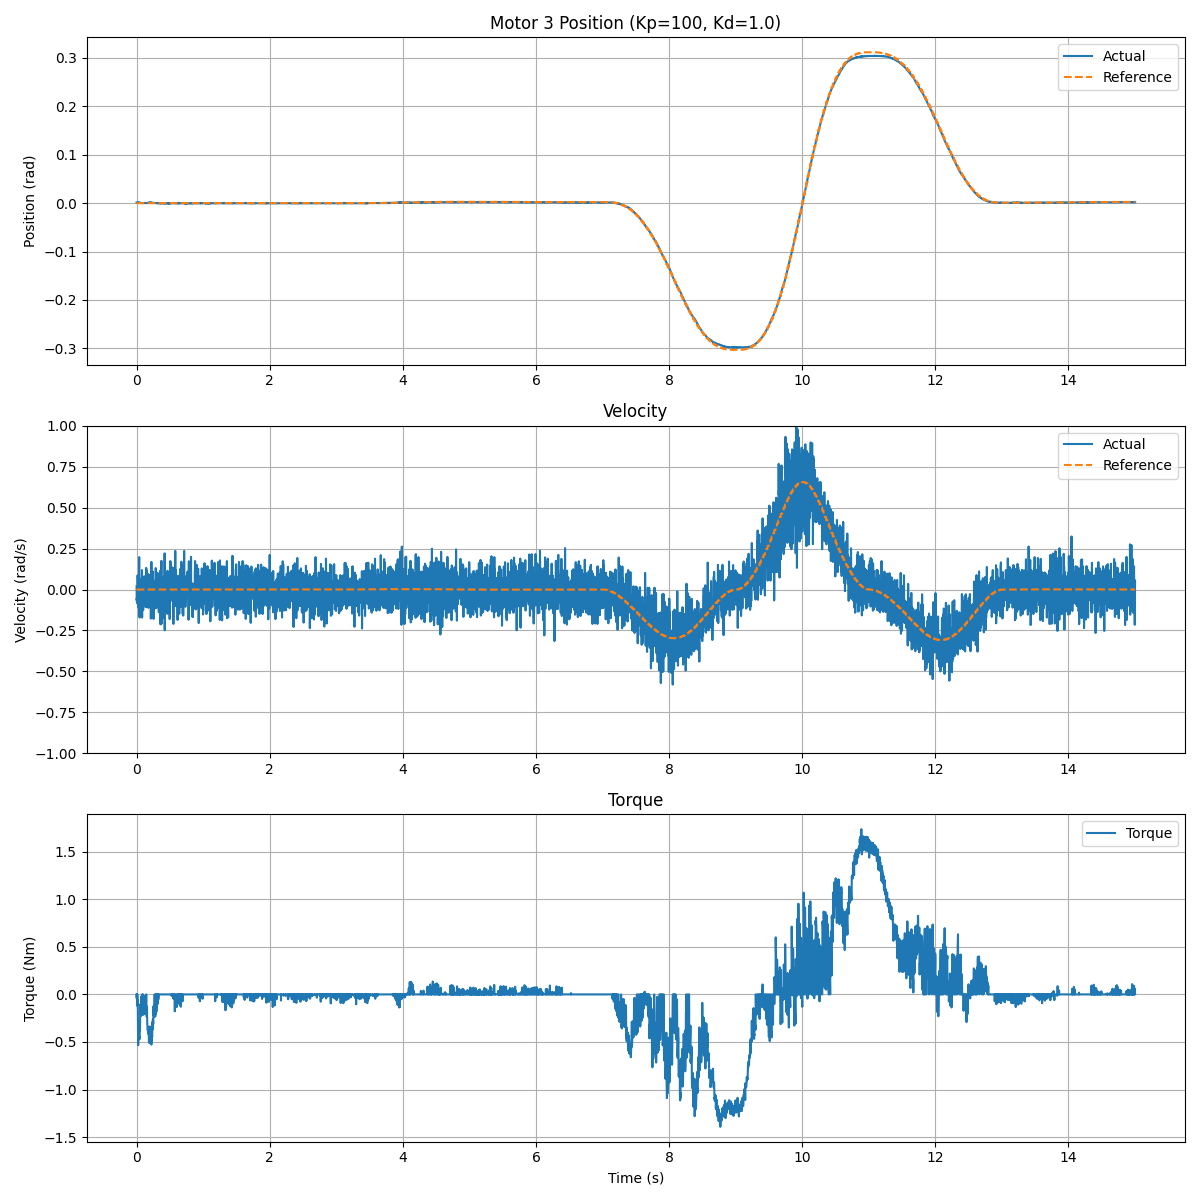 Motor 3 Position (Kp=100, Kd=1.0)
Position (rad)
0.3
0.2
0.1
0.0
−0.1
−0.2
−0.3
Actual
Reference
0 2 4 6 8 10 12 14
Velocity
Velocity (rad/s)
1.00
0.75
0.50
0.25
0.00
−0.25
−0.50
−0.75
−1.00
Actual
Reference
0 2 4 6 8 10 12 14
Torque
Torque (Nm)
1.5
1.0
0.5
0.0
−0.5
−1.0
−1.5
Torque
0 2 4 6 8 10 12 14
Time (s)